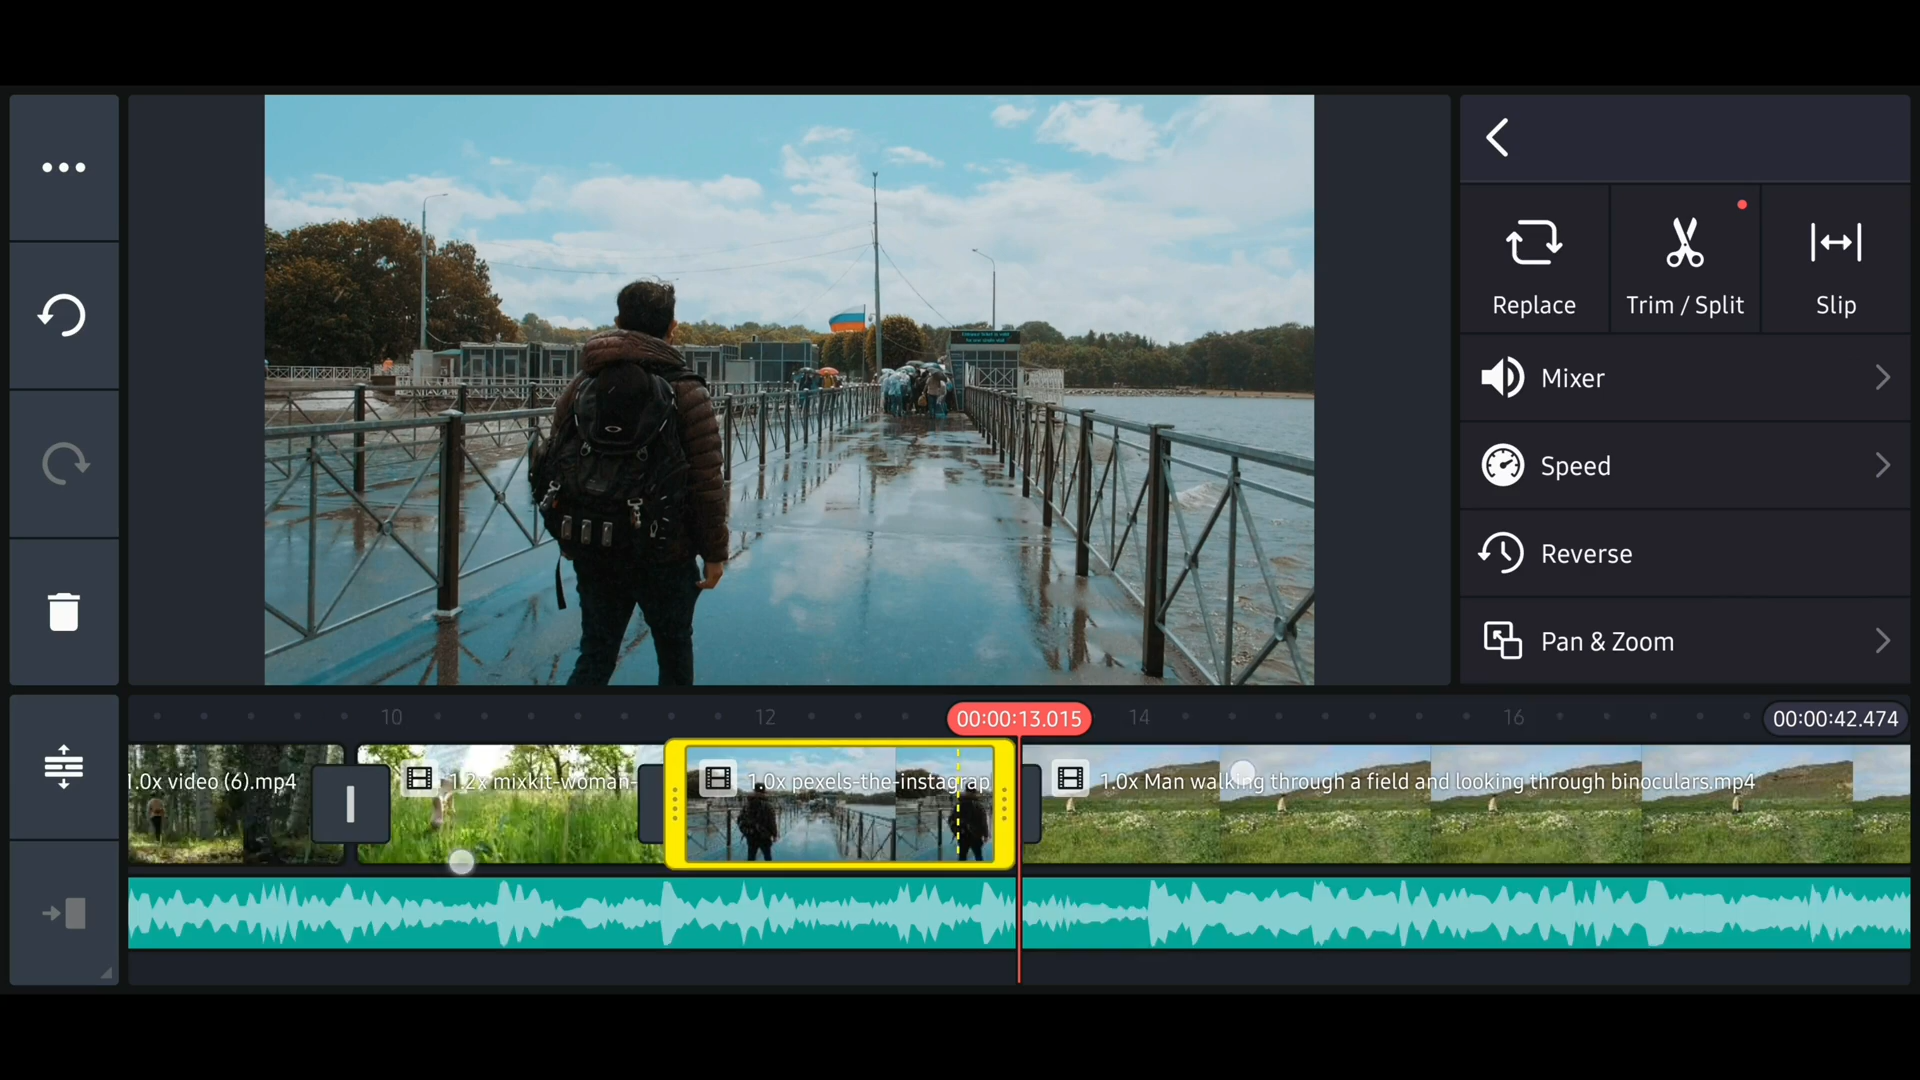 Replace
Trim / Split
Slip
Mixer
Speed
Reverse
Pan & Zoom
10
12
00:00:13.015
14
16
00:00:42.474
1.0x video (6).mp4
1.2x mixkit-woman-
1.0x pexels-the-instagrap
1.0x Man walking through a field and looking through binoculars.mp4